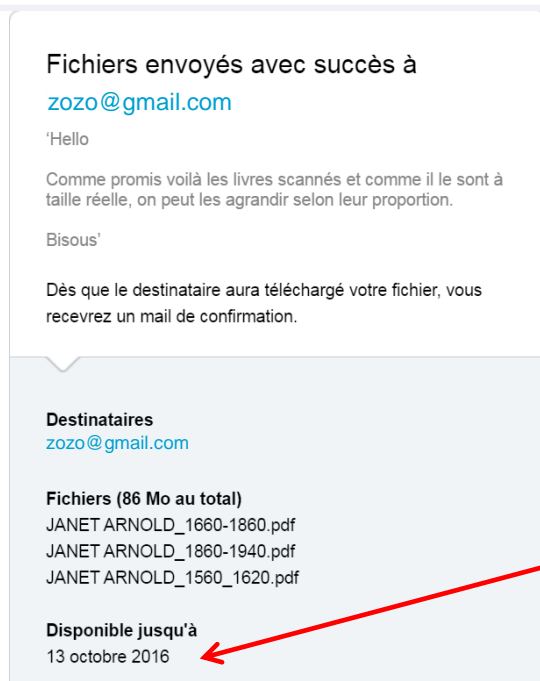 Fichiers envoyés avec succès à
zozo@gmail.com
‘Hello
Comme promis voilà les livres scannés et comme il le sont à
taille réelle, on peut les agrandir selon leur proportion.
Bisous’
Dès que le destinataire aura téléchargé votre fichier, vous
recevrez un mail de confirmation.
Destinataires
zozo@gmail.com
Fichiers (86 Mo au total)
JANET ARNOLD_1660-1860.pdf
JANET ARNOLD_1860-1940.pdf
JANET ARNOLD_1560_1620.pdf
Disponible jusqu'à
13 octobre 2016